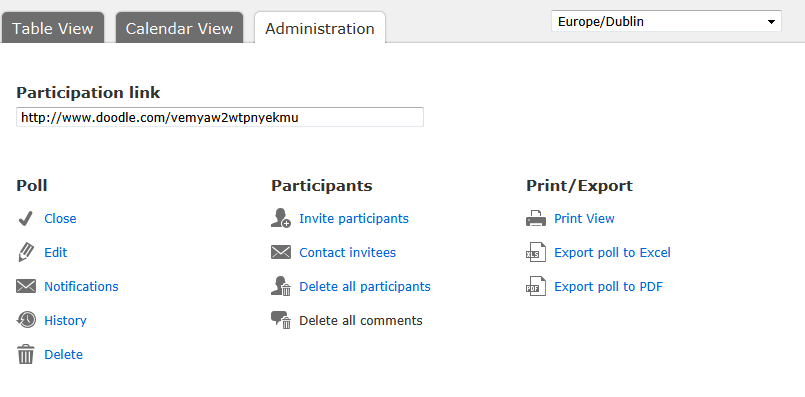 Table View
Calendar View
Administration
Europe/Dublin
Participation link
http://www.doodle.com/vemyaw2wtpnyekmu
Poll
Close
Edit
Notifications
History
Delete
Participants
Invite participants
Contact invitees
Delete all participants
Delete all comments
Print/Export
Print View
XLS
Export poll to Excel
PDF
Export poll to PDF